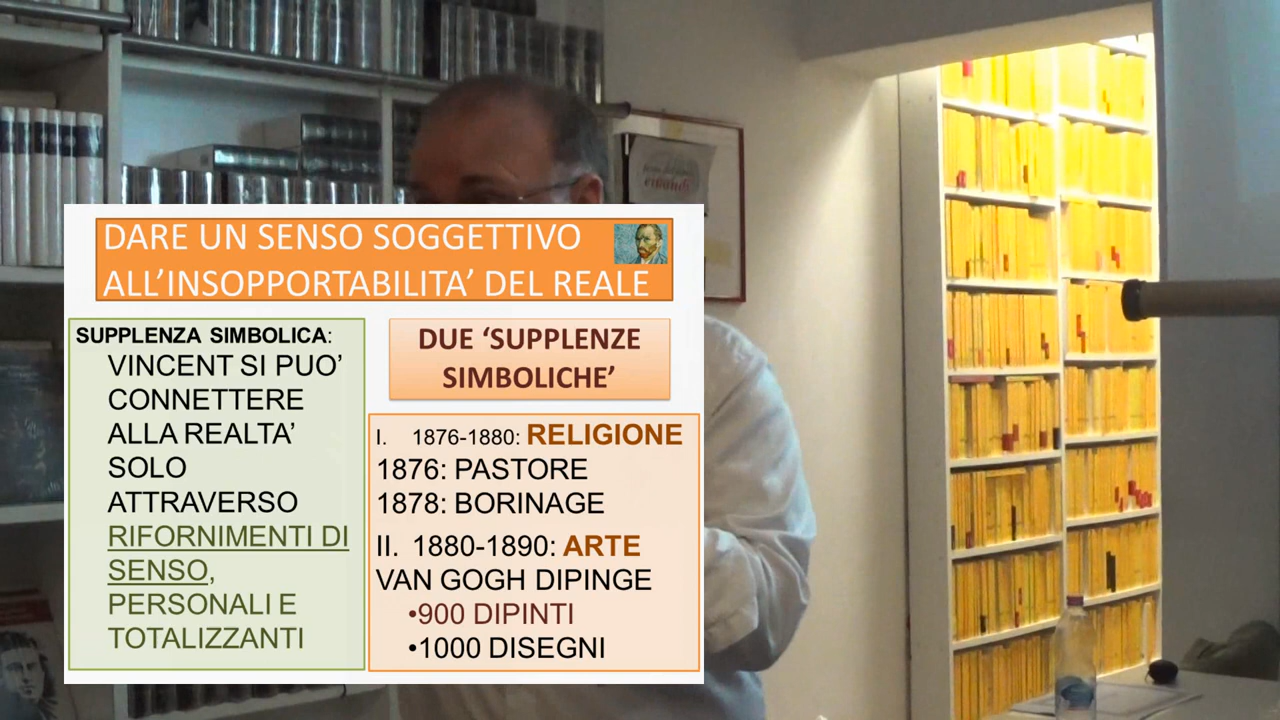 einaudi
DARE UN SENSO SOGGETTIVO
ALL'INSOPPORTABILITA' DEL REALE
SUPPLENZA SIMBOLICA:
VINCENT SI PUO'
CONNETTERE
ALLA REALTA'
SOLO
ATTRAVERSO
RIFORNIMENTI DI
SENSO,
PERSONALI E
TOTALIZZANTI
DUE ‘SUPPLENZE
SIMBOLICHE’
I. 1876-1880: RELIGIONE
1876: PASTORE
1878: BORINAGE
II. 1880-1890: ARTE
VAN GOGH DIPINGE
•900 DIPINTI
•1000 DISEGNI